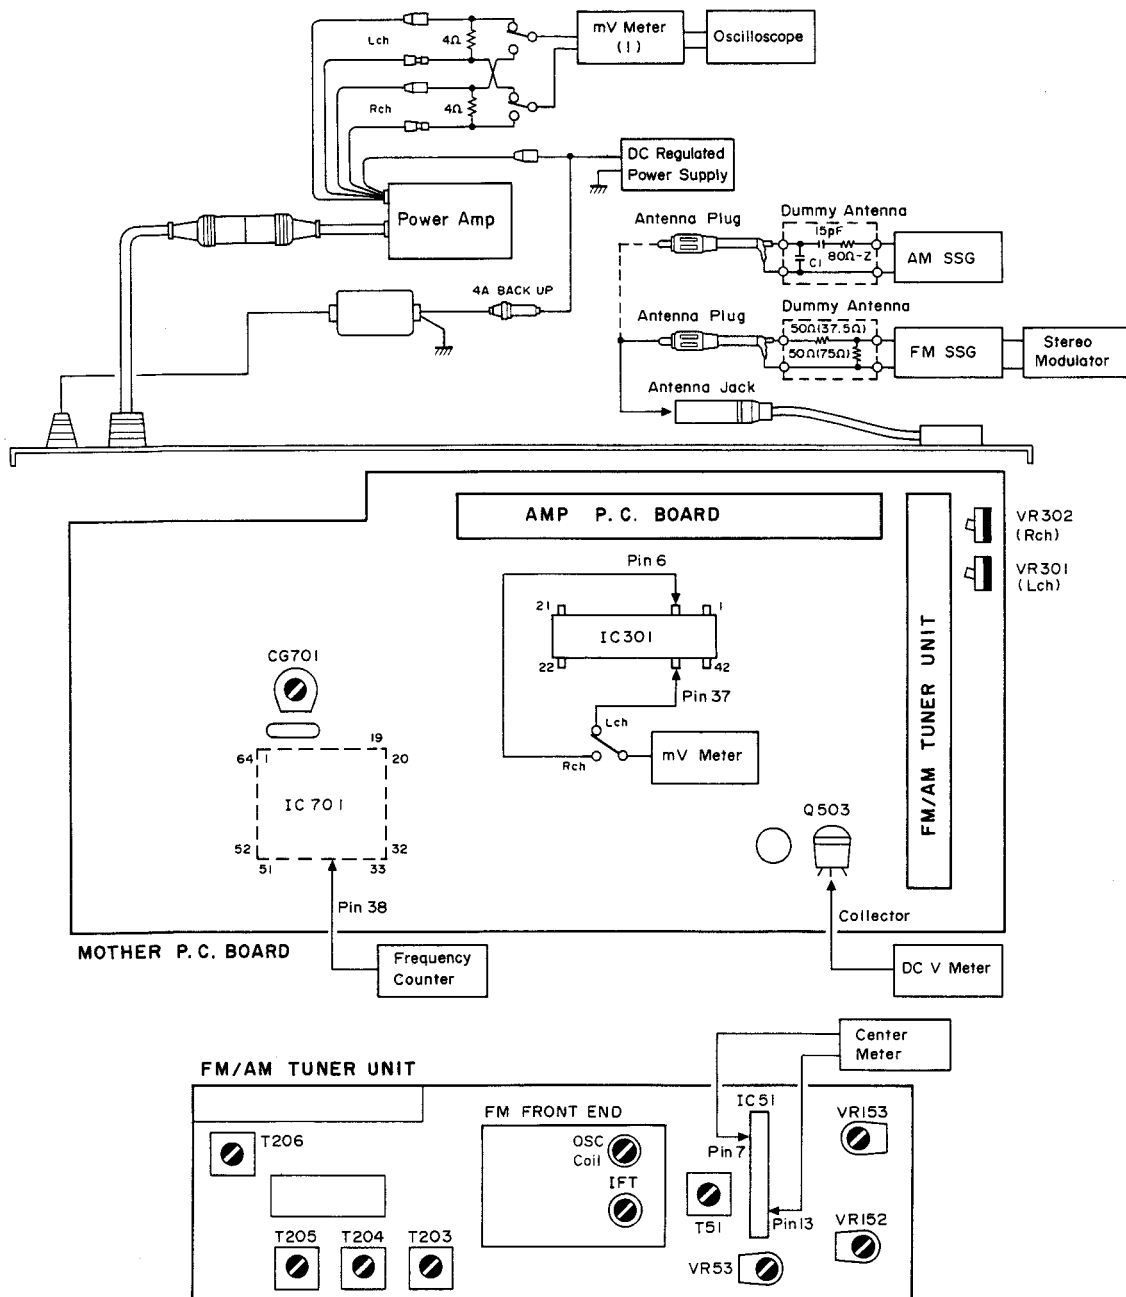 Lch
4Ω
mV Meter
(1)
Oscilloscope
Rch
4Ω
DC Regulated
Power Supply
Power Amp
4A BACK UP
Antenna Plug
Dummy Antenna
15pF
C1
80Ω-Z
AM SSG
Antenna Plug
Dummy Antenna
50Ω(37.5Ω)
50Ω(75Ω)
FM SSG
Stereo
Modulator
Antenna Jack
AMP P.C. BOARD
VR302
(Rch)
VR301
(Lch)
Pin 6
21
1
IC301
22
42
Pin 37
Lch
Rch
mV Meter
FM/AM TUNER UNIT
CG701
19
64
1
20
IC701
52
32
51
33
Pin 38
Q503
Collector
MOTHER P.C. BOARD
Frequency
Counter
DC V Meter
Center
Meter
FM/AM TUNER UNIT
T206
FM FRONT END
OSC
Coil
IFT
IC51
Pin7
Pin13
T51
VR153
VR152
VR53
T205
T204
T203